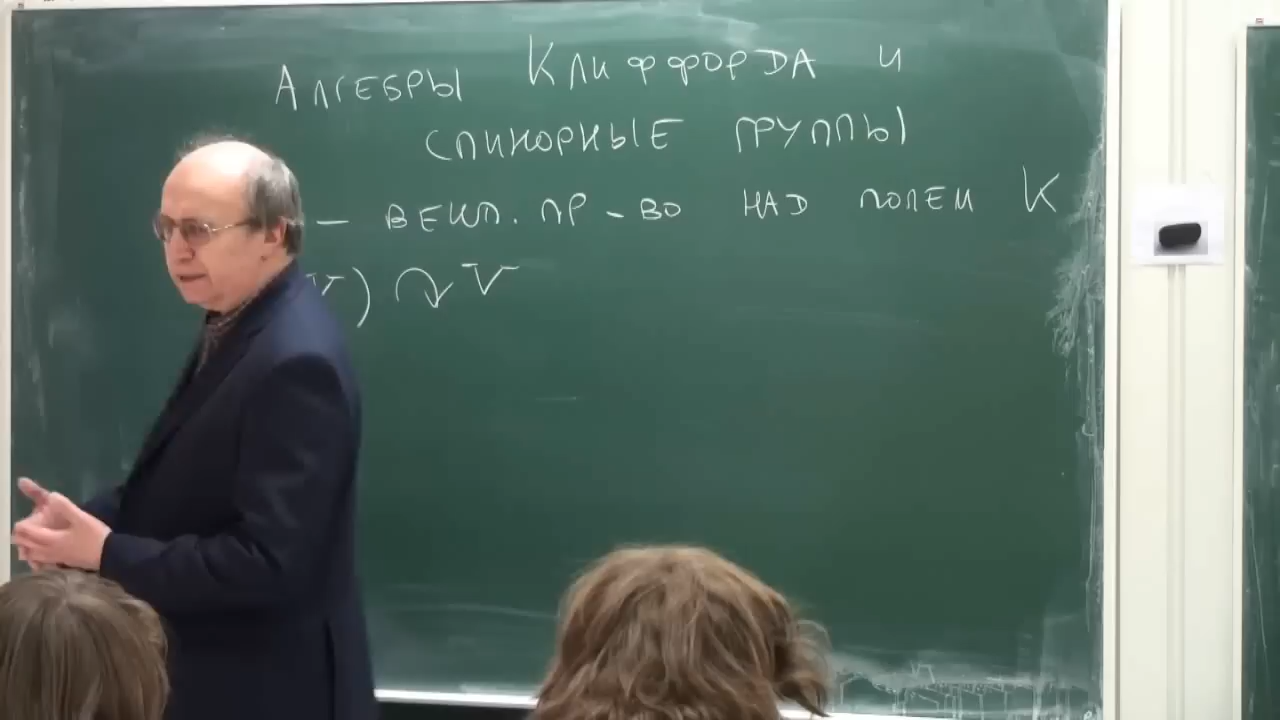 Алгебры Клиффорда и
спинорные группы
— вект. пр-во над полем K
V) ↷ V